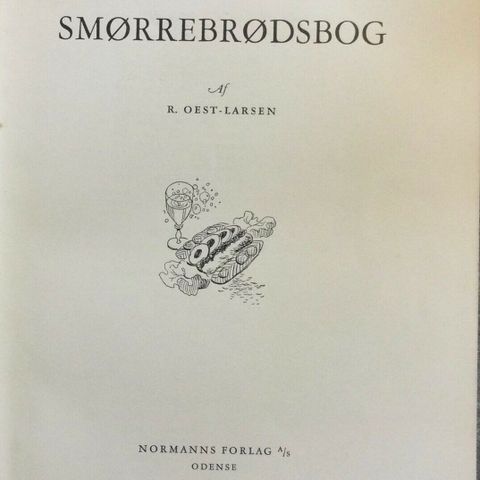 SMØRREBRØDSBOG
Af
R. OEST-LARSEN
NORMANNS FORLAG A/S
ODENSE